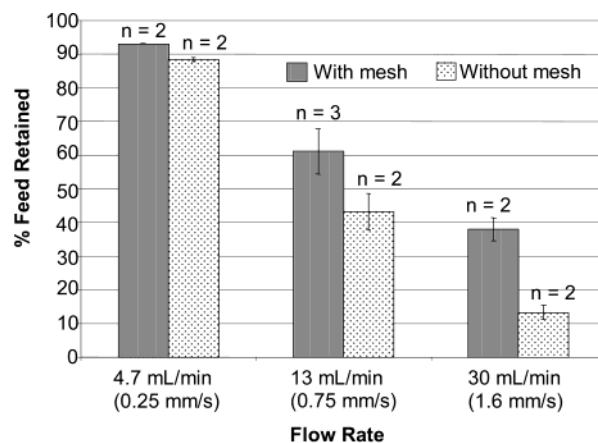 n = 2
n = 2
With mesh
Without mesh
n = 3
n = 2
n = 2
n = 2
% Feed Retained
100
90
80
70
60
50
40
30
20
10
0
4.7 mL/min
(0.25 mm/s)
13 mL/min
(0.75 mm/s)
30 mL/min
(1.6 mm/s)
Flow Rate